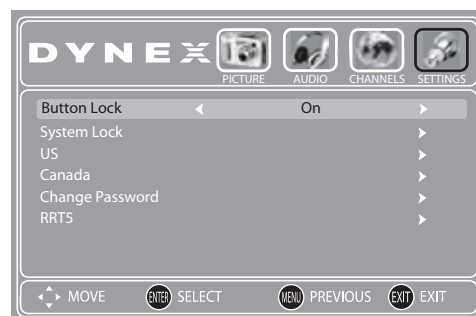 DYNEX
PICTURE AUDIO CHANNELS SETTINGS
Button Lock On
System Lock
US
Canada
Change Password
RRT5
MOVE ENTER SELECT MENU PREVIOUS EXIT EXIT